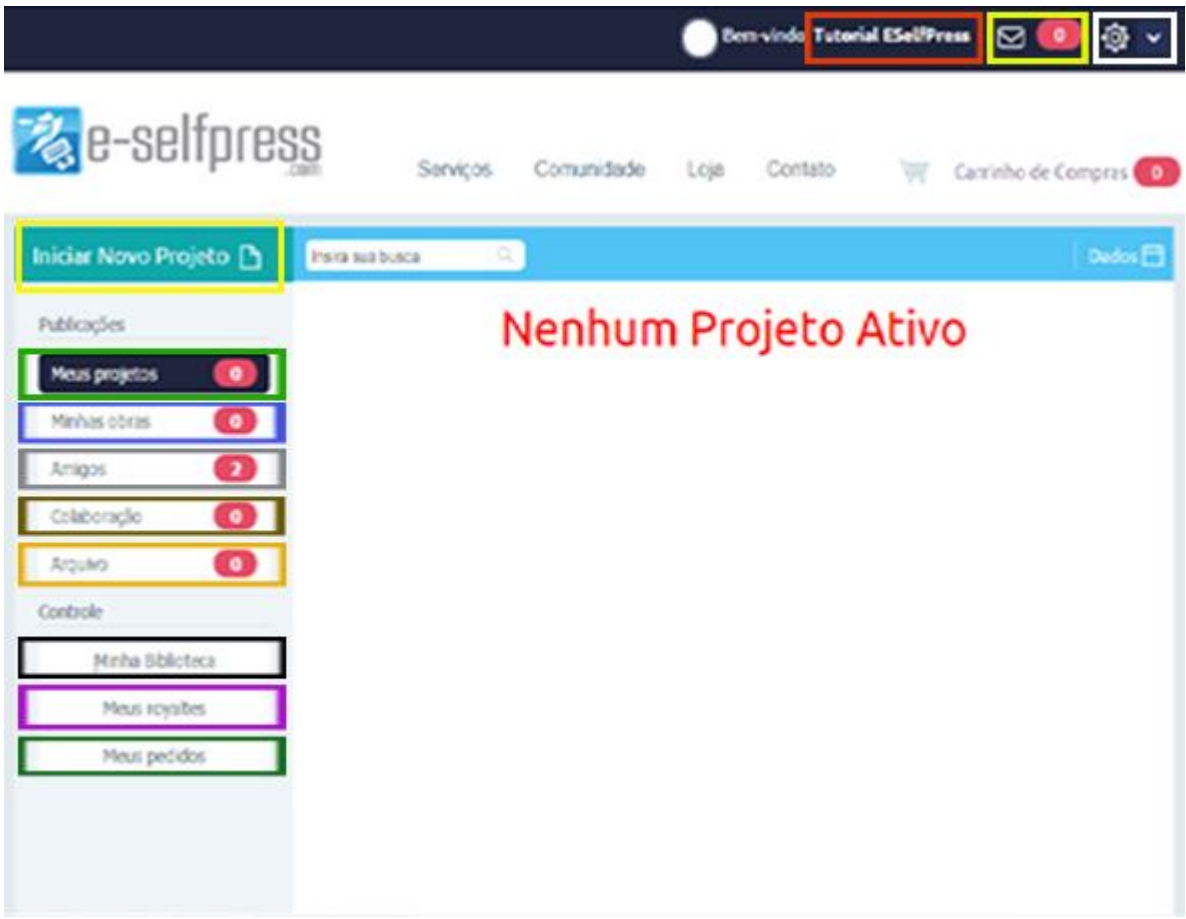 Bem-vindo Tutorial ESelfPress 0
e-selfpress
.com
Serviços Comunidade Loja Contato Carrinho de Compras 0
Iniciar Novo Projeto Insira sua busca Dados
Publicações
Nenhum Projeto Ativo
Meus projetos 0
Minhas obras 0
Amigos 2
Colaboração 0
Arquivo 0
Controle
Minha Biblioteca
Meus royalties
Meus pedidos